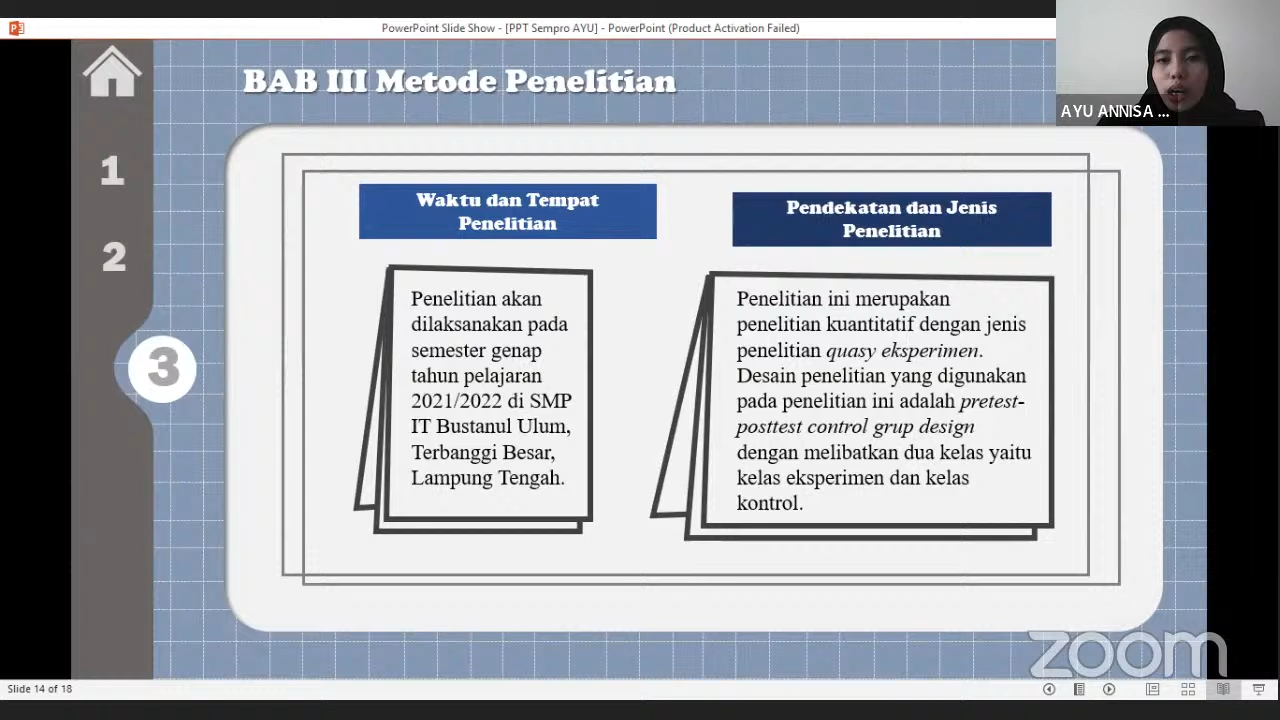 PowerPoint Slide Show - [PPT Sempro AYU] - PowerPoint (Product Activation Failed)
AYU ANNISA ...
BAB III Metode Penelitian
1
2
3
Waktu dan Tempat
Penelitian
Penelitian akan
dilaksanakan pada
semester genap
tahun pelajaran
2021/2022 di SMP
IT Bustanul Ulum,
Terbanggi Besar,
Lampung Tengah.
Pendekatan dan Jenis
Penelitian
Penelitian ini merupakan
penelitian kuantitatif dengan jenis
penelitian quasy eksperimen.
Desain penelitian yang digunakan
pada penelitian ini adalah pretest-
posttest control grup design
dengan melibatkan dua kelas yaitu
kelas eksperimen dan kelas
kontrol.
zoom
Slide 14 of 18